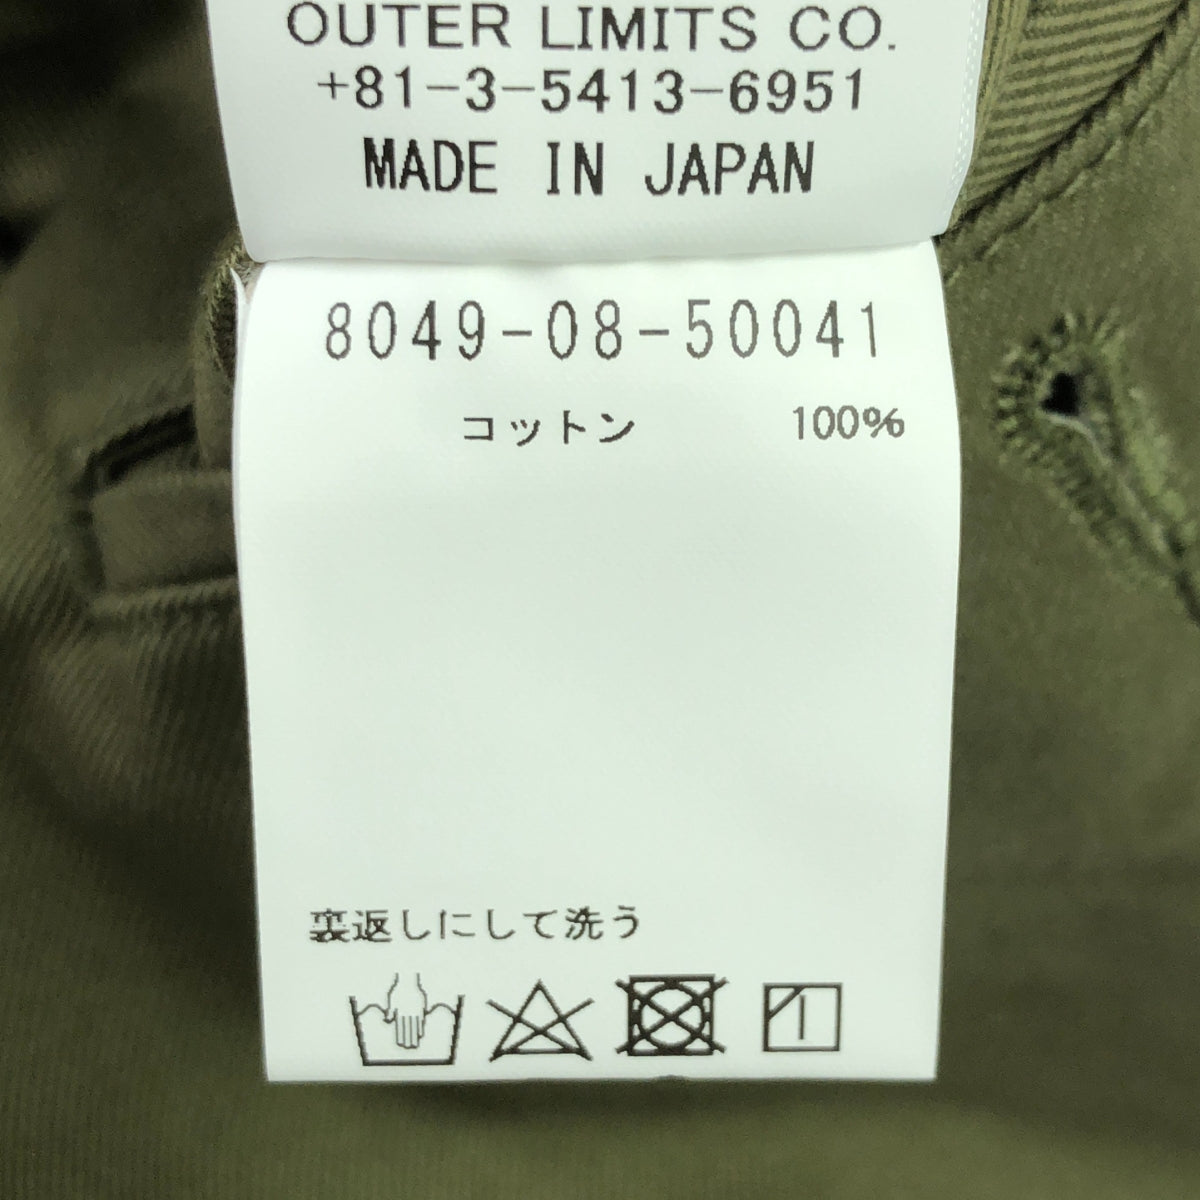 OUTER LIMITS CO.
+81-3-5413-6951
MADE IN JAPAN
8049-08-50041
コットン 100%
裏返しにして洗う